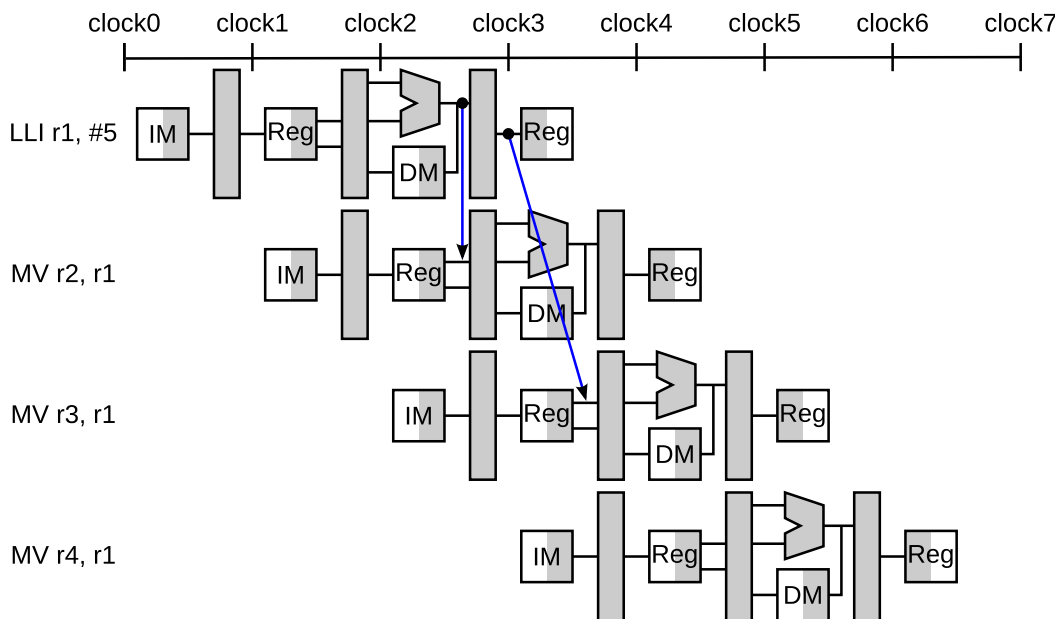 clock0 clock1 clock2 clock3 clock4 clock5 clock6 clock7
LLI r1, #5 IM Reg DM Reg
MV r2, r1 IM Reg DM Reg
MV r3, r1 IM Reg DM Reg
MV r4, r1 IM Reg DM Reg